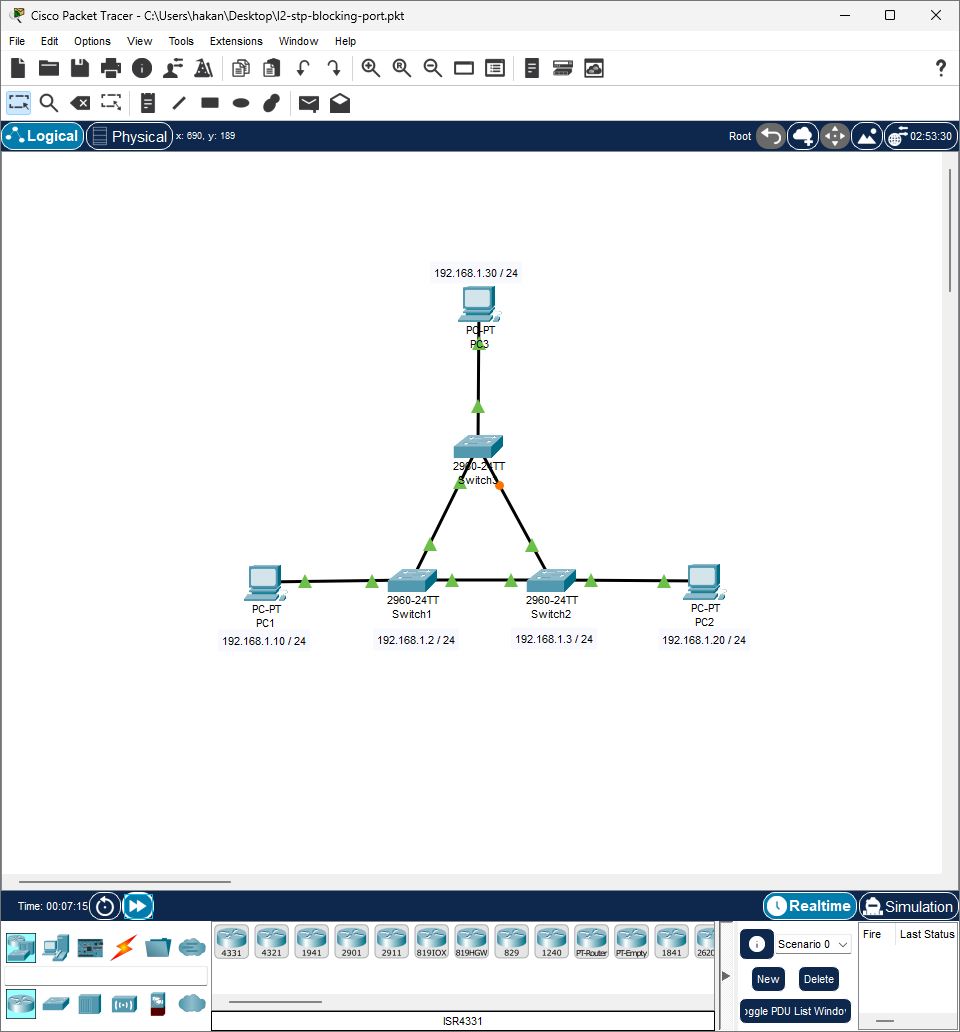 Cisco Packet Tracer - C:\Users\hakan\Desktop\l2-stp-blocking-port.pkt
File Edit Options View Tools Extensions Window Help
Logical Physical x: 690, y: 189 Root 02:53:30
192.168.1.30 / 24
PC-PT
PC3
2960-24TT
Switch3
PC-PT
PC1
192.168.1.10 / 24
2960-24TT
Switch1
192.168.1.2 / 24
2960-24TT
Switch2
192.168.1.3 / 24
PC-PT
PC2
192.168.1.20 / 24
Time: 00:07:15 Realtime Simulation
4331 4321 1941 2901 2911 819IOX 819HGW 829 1240 PT-Router PT-Empty 1841 2620
ISR4331
Scenario 0
New Delete
oggle PDU List Windo
Fire Last Status